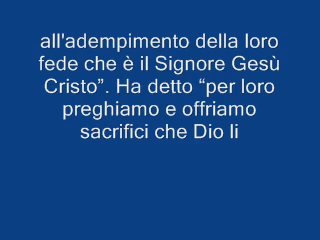 all'adempimento della loro
fede che è il Signore Gesù
Cristo”. Ha detto “per loro
preghiamo e offriamo
sacrifici che Dio li